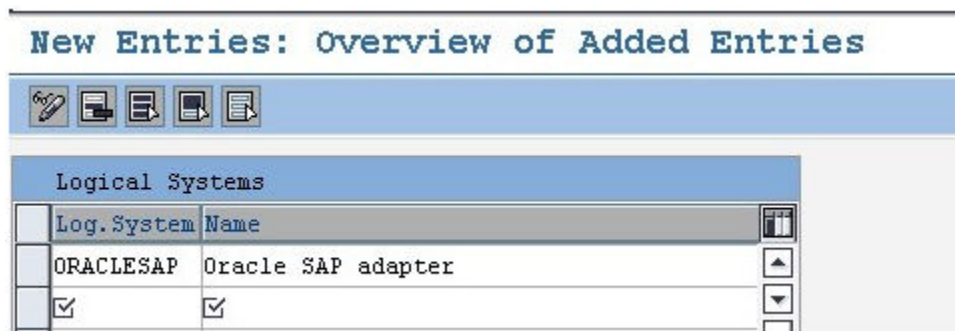 New Entries: Overview of Added Entries
Logical Systems
Log.System Name
ORACLESAP Oracle SAP adapter